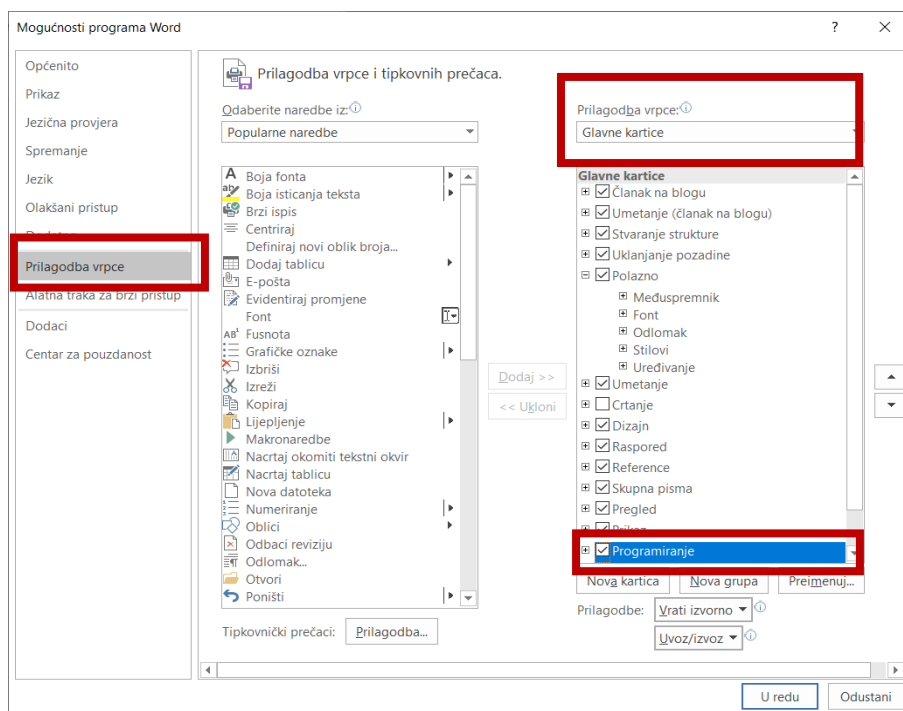 Mogućnosti programa Word
?
Općenito
Prikaz
Jezična provjera
Spremanje
Jezik
Olakšani pristup
Prilagodba vrpce
Alatna traka za brzi pristup
Dodaci
Centar za pouzdanost
Prilagodba vrpce i tipkovnih prečaca.
Odaberite naredbe iz:
Popularne naredbe
Boja fonta
Boja isticanja teksta
Brzi ispis
Centriraj
Definiraj novi oblik broja...
Dodaj tablicu
E-pošta
Evidentiraj promjene
Font
Fusnota
Grafičke oznake
Izbriši
Izreži
Kopiraj
Lijepljenje
Makronaredbe
Nacrtaj okomiti tekstni okvir
Nacrtaj tablicu
Nova datoteka
Numeriranje
Oblici
Odbaci reviziju
Odlomak...
Otvori
Poništi
Tipkovnički prečaci: Prilagodba...
Dodaj >>
<< Ukloni
Prilagodba vrpce:
Glavne kartice
Glavne kartice
Članak na blogu
Umetanje (članak na blogu)
Stvaranje strukture
Uklanjanje pozadine
Polazno
Međuspremnik
Font
Odlomak
Stilovi
Uređivanje
Umetanje
Crtanje
Dizajn
Raspored
Reference
Skupna pisma
Pregled
Prikaz
Programiranje
Nova kartica Nova grupa Preimenuj...
Prilagodbe: Vrati izvorno
Uvoz/izvoz
U redu Odustani